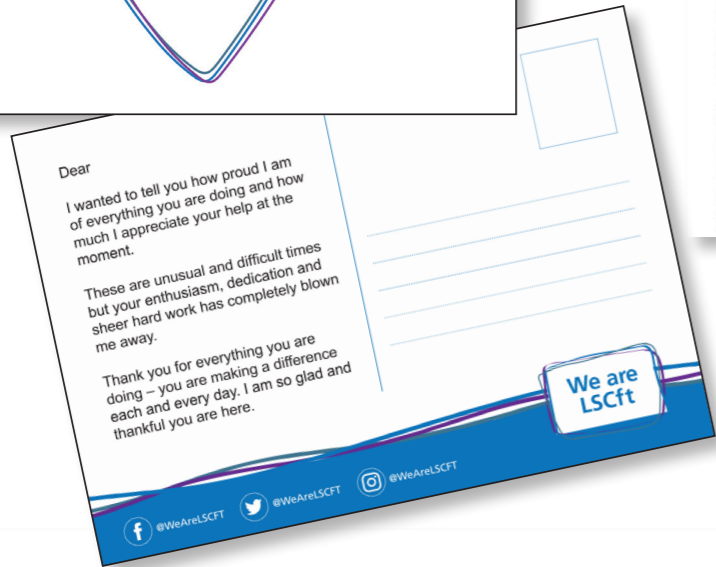 Dear
I wanted to tell you how proud I am
of everything you are doing and how
much I appreciate your help at the
moment.
These are unusual and difficult times
but your enthusiasm, dedication and
sheer hard work has completely blown
me away.
Thank you for everything you are
doing – you are making a difference
each and every day. I am so glad and
thankful you are here.
We are
LSCft
@WeAreLSCFT
@WeAreLSCFT
@WeAreLSCFT